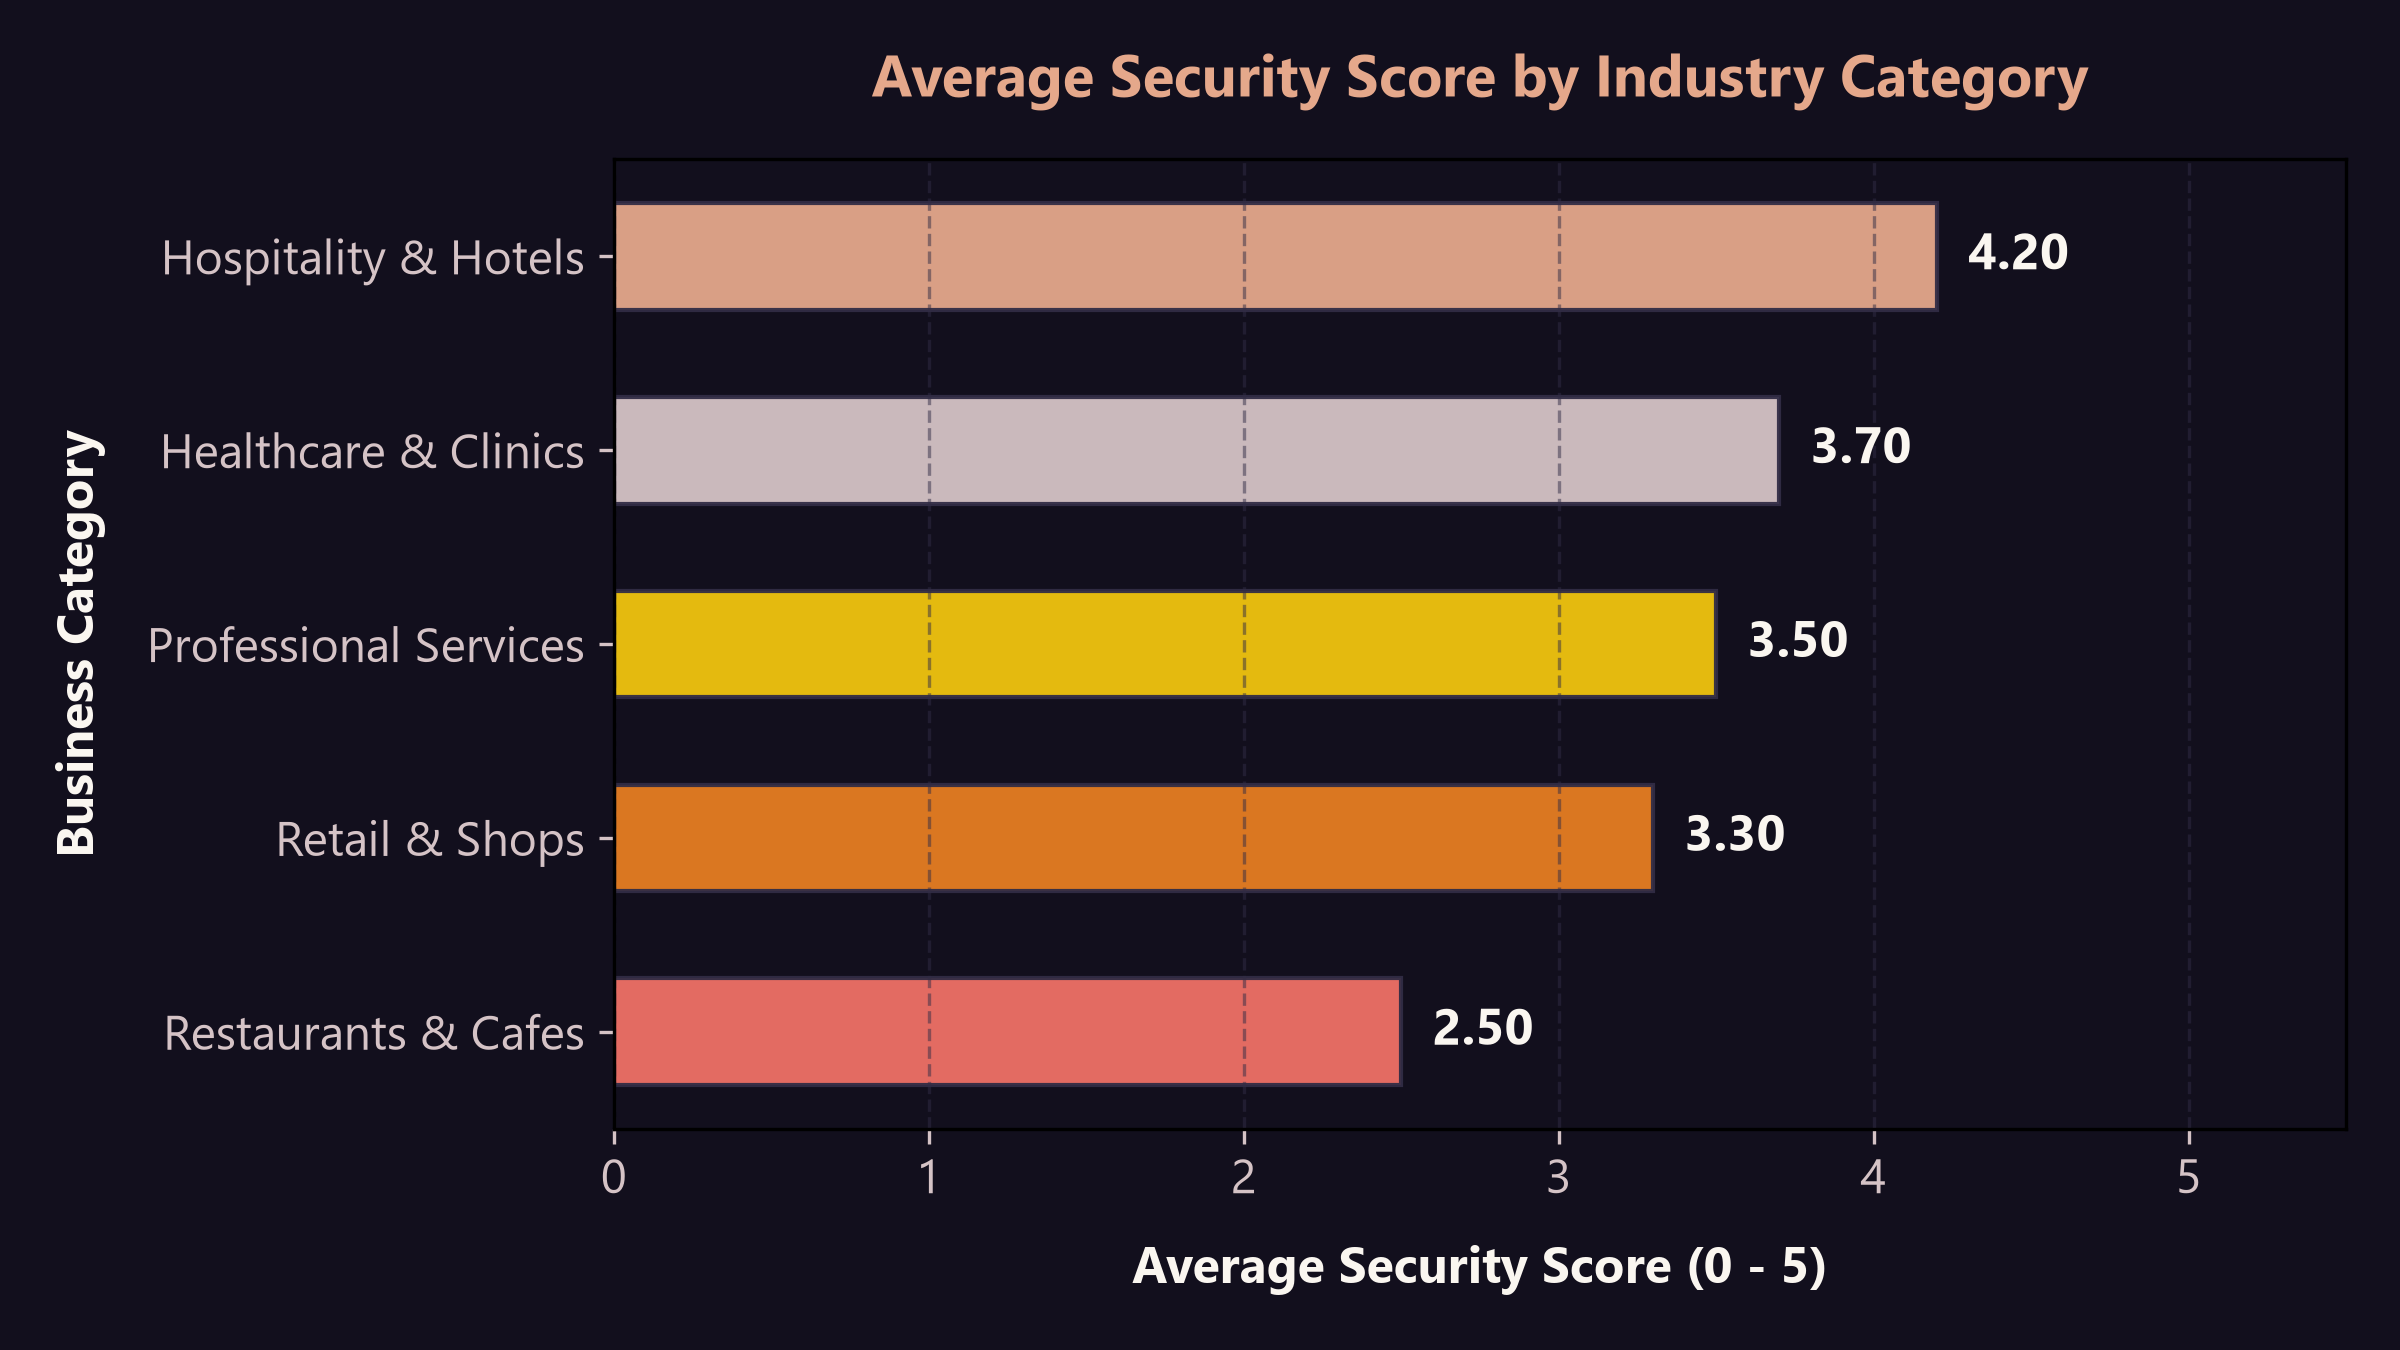 Average Security Score by Industry Category
Business Category
Hospitality & Hotels
4.20
Healthcare & Clinics
3.70
Professional Services
3.50
Retail & Shops
3.30
Restaurants & Cafes
2.50
0 1 2 3 4 5
Average Security Score (0 - 5)